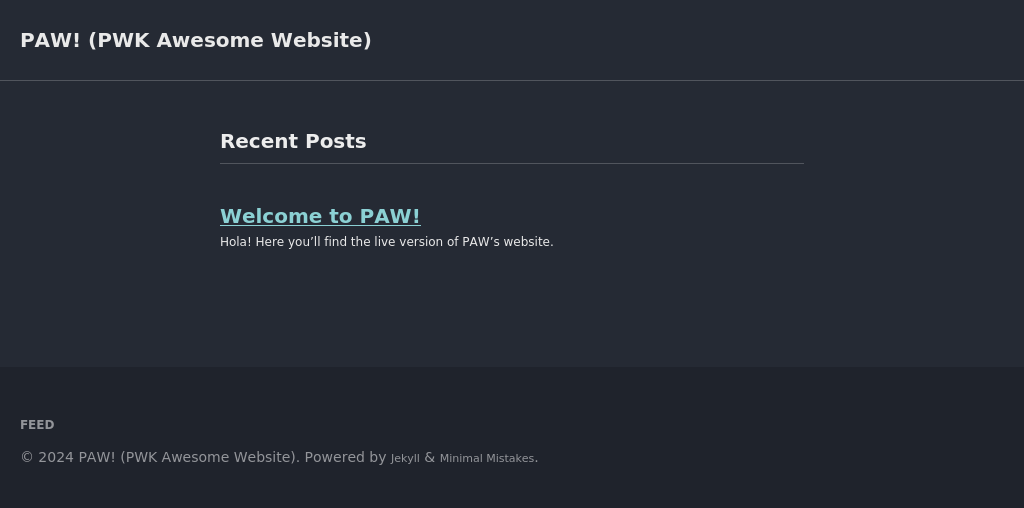 PAW! (PWK Awesome Website)
Recent Posts
Welcome to PAW!
Hola! Here you’ll find the live version of PAW’s website.
FEED
© 2024 PAW! (PWK Awesome Website). Powered by Jekyll & Minimal Mistakes.